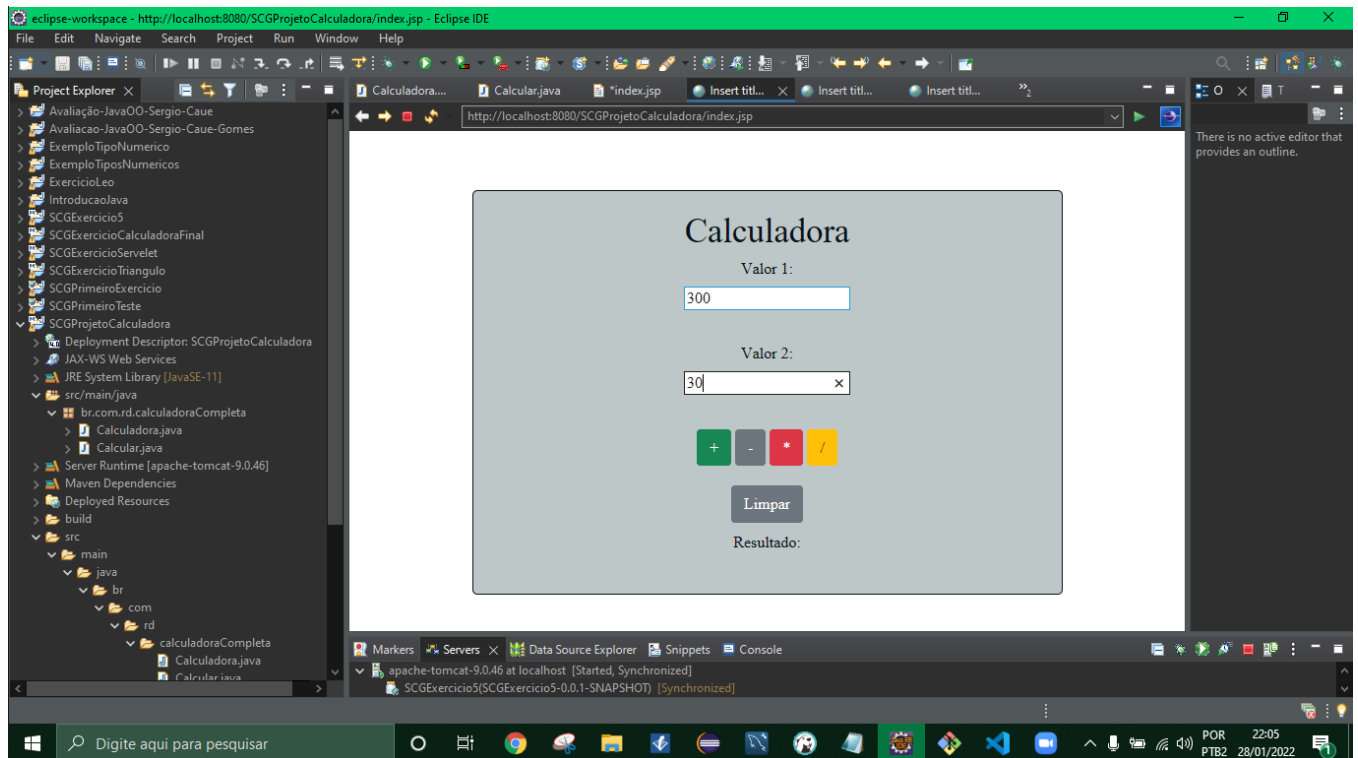 eclipse-workspace - http://localhost:8080/SCGProjetoCalculadora/index.jsp - Eclipse IDE
File Edit Navigate Search Project Run Window Help
Project Explorer
Avaliação-JavaOO-Sergio-Caue
Avaliacao-JavaOO-Sergio-Caue-Gomes
ExemploTipoNumerico
ExemploTiposNumericos
ExercicioLeo
IntroducaoJava
SCGExercicio5
SCGExercicioCalculadoraFinal
SCGExercicioServelet
SCGExercicioTriangulo
SCGPrimeiroExercicio
SCGPrimeiroTeste
SCGProjetoCalculadora
Deployment Descriptor: SCGProjetoCalculadora
JAX-WS Web Services
JRE System Library [JavaSE-11]
src/main/java
br.com.rd.calculadoraCompleta
Calculadora.java
Calcular.java
Server Runtime [apache-tomcat-9.0.46]
Maven Dependencies
Deployed Resources
build
src
main
java
br
com
rd
calculadoraCompleta
Calculadora.java
Calcular.java
Calculadora.... Calcular.java *index.jsp Insert titl... Insert titl... Insert titl... »2
http://localhost:8080/SCGProjetoCalculadora/index.jsp
Calculadora
Valor 1:
300
Valor 2:
30
+ - * /
Limpar
Resultado:
O T
There is no active editor that
provides an outline.
Markers Servers Data Source Explorer Snippets Console
apache-tomcat-9.0.46 at localhost [Started, Synchronized]
SCGExercicio5(SCGExercicio5-0.0.1-SNAPSHOT) [Synchronized]
Digite aqui para pesquisar
POR 22:05
PTB2 28/01/2022